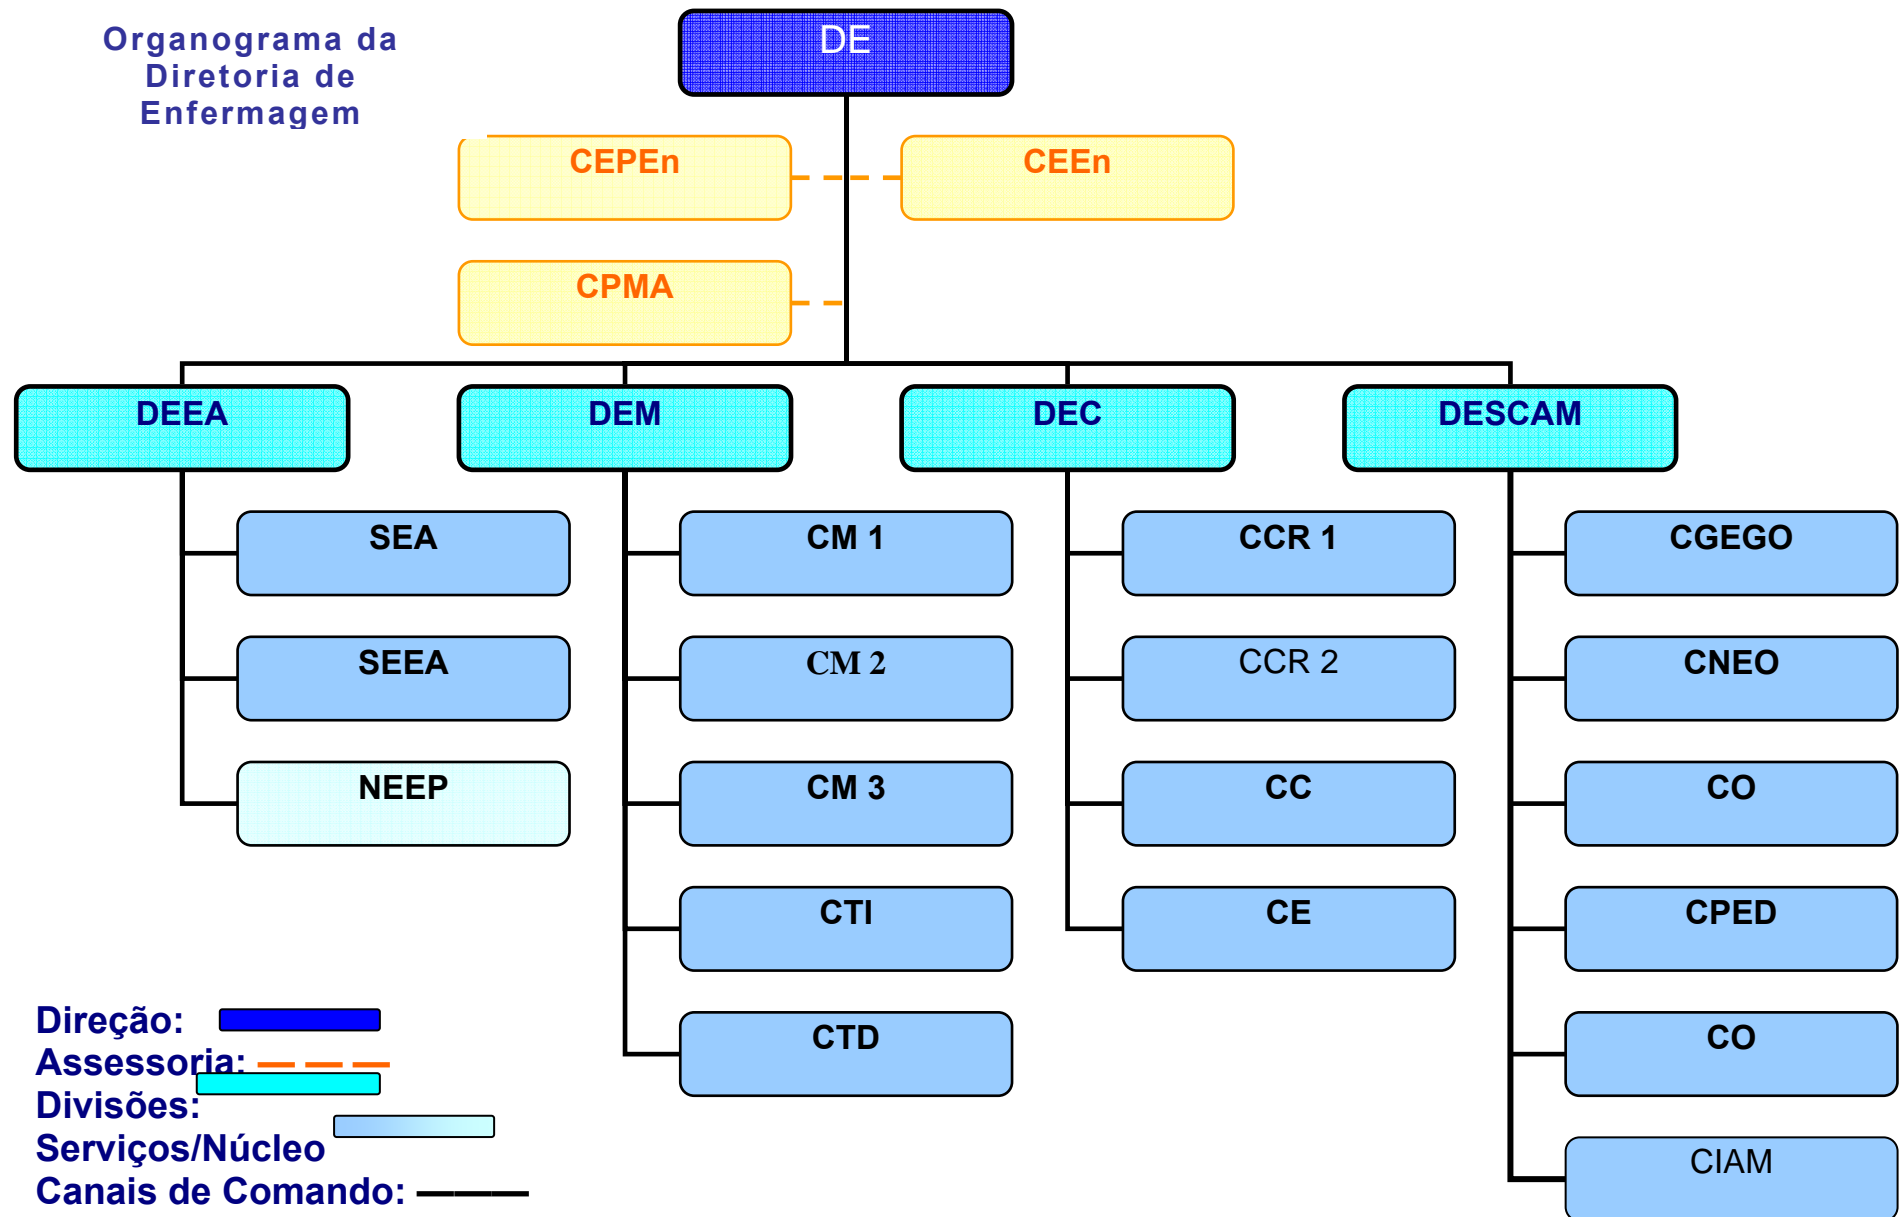 Organograma da
Diretoria de
Enfermagem
DE
CEPEn
CEEn
CPMA
DEEA
DEM
DEC
DESCAM
SEA
CM 1
CCR 1
CGEGO
SEEA
CM 2
CCR 2
CNEO
NEEP
CM 3
CC
CO
CTI
CE
CPED
CTD
CO
CIAM
Direção:
Assessoria:
Divisões:
Serviços/Núcleo
Canais de Comando: